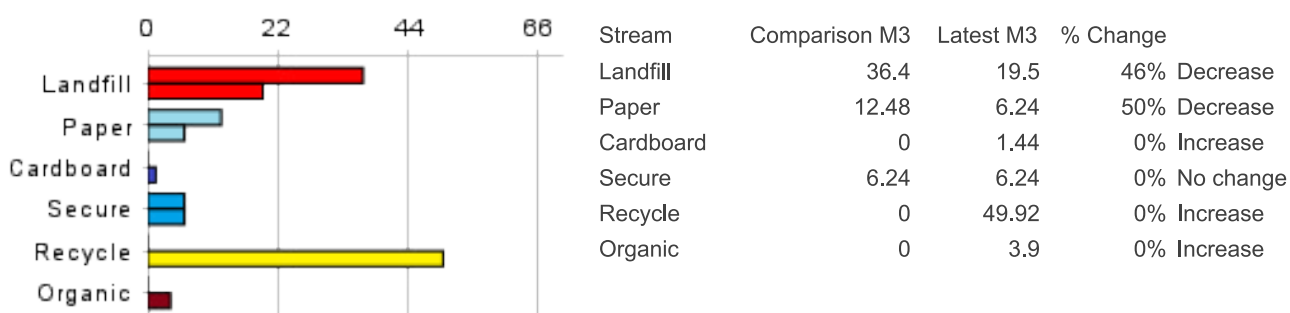 0 22 44 66
Landfill
Paper
Cardboard
Secure
Recycle
Organic
Stream Comparison M3 Latest M3 % Change
Landfill 36.4 19.5 46% Decrease
Paper 12.48 6.24 50% Decrease
Cardboard 0 1.44 0% Increase
Secure 6.24 6.24 0% No change
Recycle 0 49.92 0% Increase
Organic 0 3.9 0% Increase